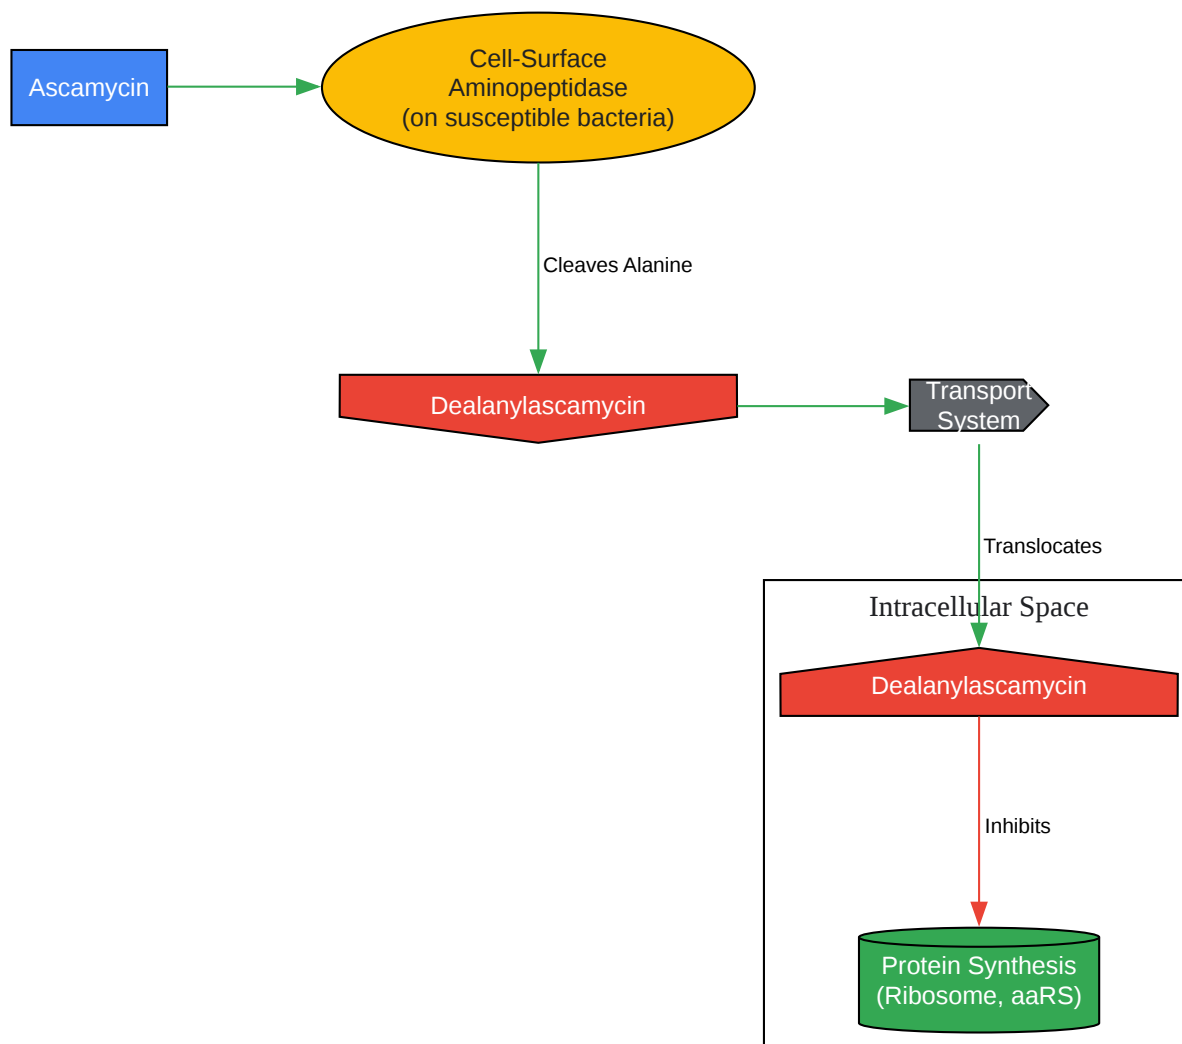 Ascamycin
Cell-Surface
Aminopeptidase
(on susceptible bacteria)
Cleaves Alanine
Dealanylascamycin
Transport
System
Translocates
Intracellular Space
Dealanylascamycin
Inhibits
Protein Synthesis
(Ribosome, aaRS)